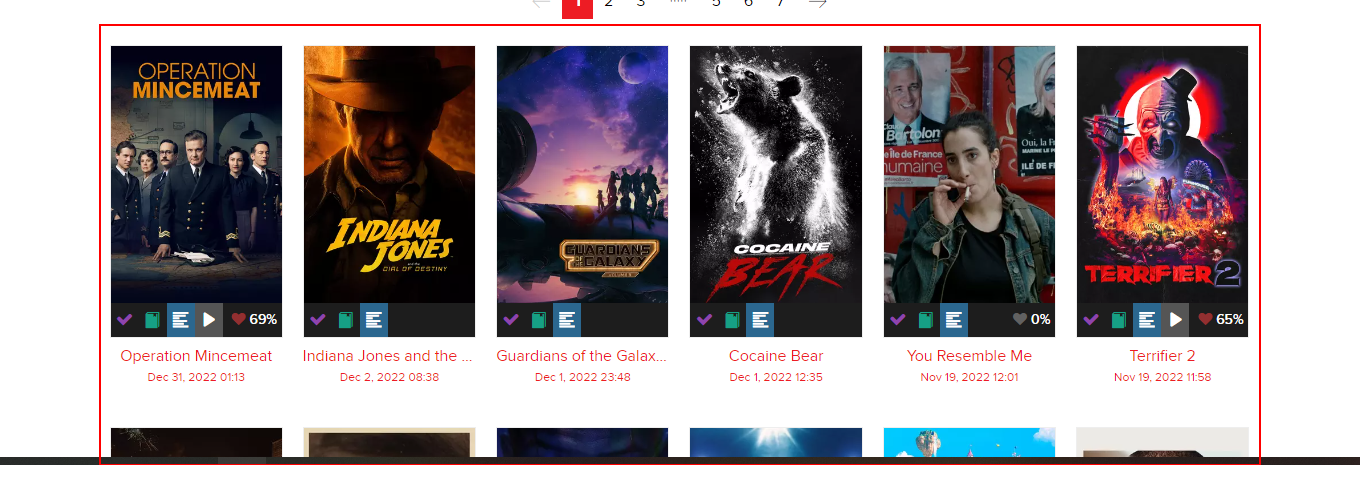 1 2 3 ..... 5 6 7
OPERATION
MINCEMEAT
INDIANA
JONES
and the
DIAL OF DESTINY
GUARDIANS
OF THE
GALAXY
VOLUME 3
COCAINE
BEAR
Bartolon
Île de France
humaine
Oui, la Fr
MARINE LE P
ILÉ DE F
TERRIFIER 2
69%
0%
65%
Operation Mincemeat
Indiana Jones and the ...
Guardians of the Galax...
Cocaine Bear
You Resemble Me
Terrifier 2
Dec 31, 2022 01:13
Dec 2, 2022 08:38
Dec 1, 2022 23:48
Dec 1, 2022 12:35
Nov 19, 2022 12:01
Nov 19, 2022 11:58